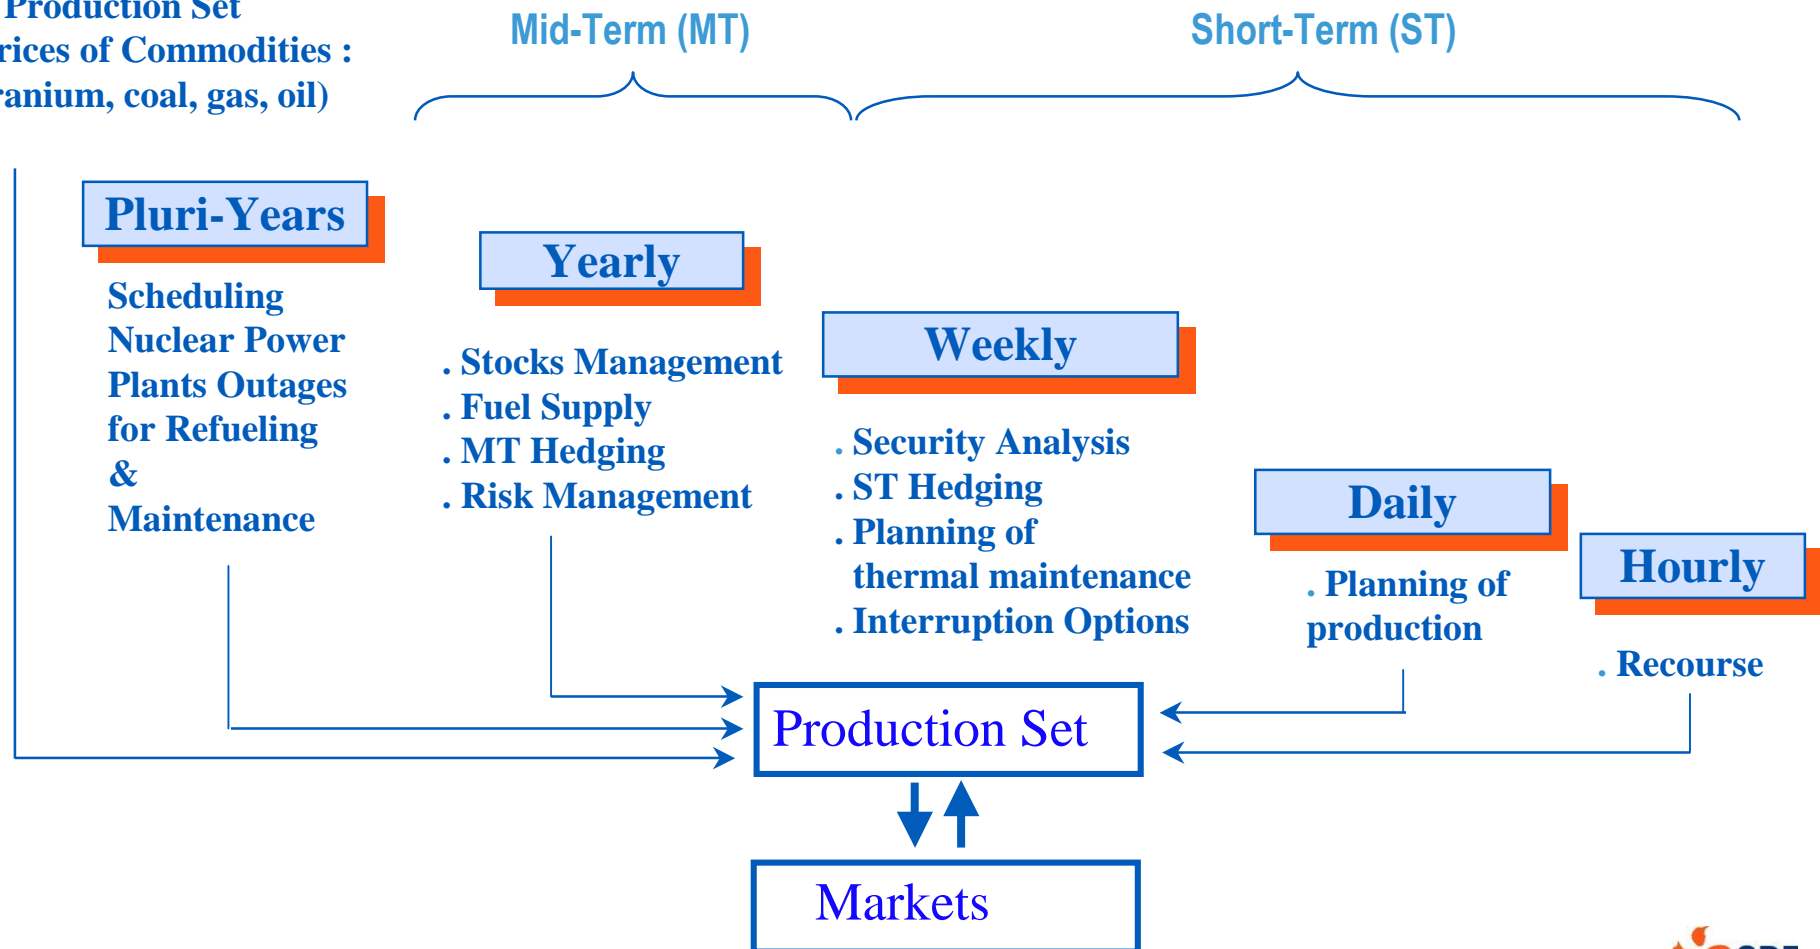 Production Set
rices of Commodities :
ranium, coal, gas, oil)
Mid-Term (MT)
Short-Term (ST)
Pluri-Years
Scheduling
Nuclear Power
Plants Outages
for Refueling
&
Maintenance
Yearly
. Stocks Management
. Fuel Supply
. MT Hedging
. Risk Management
Weekly
. Security Analysis
. ST Hedging
. Planning of
thermal maintenance
. Interruption Options
Daily
. Planning of
production
Hourly
. Recourse
Production Set
Markets